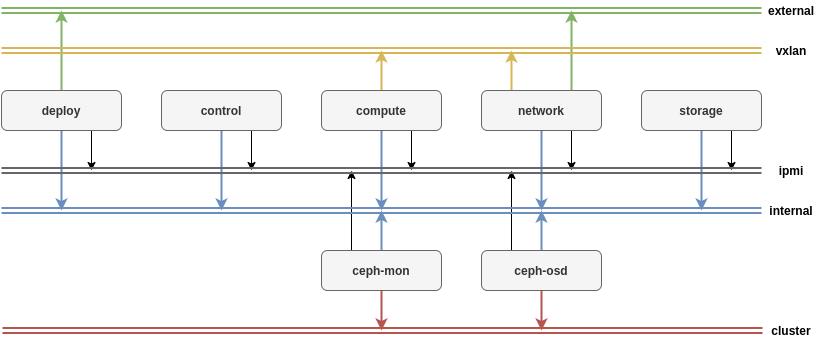 external
vxlan
deploy
control
compute
network
storage
ipmi
internal
ceph-mon
ceph-osd
cluster